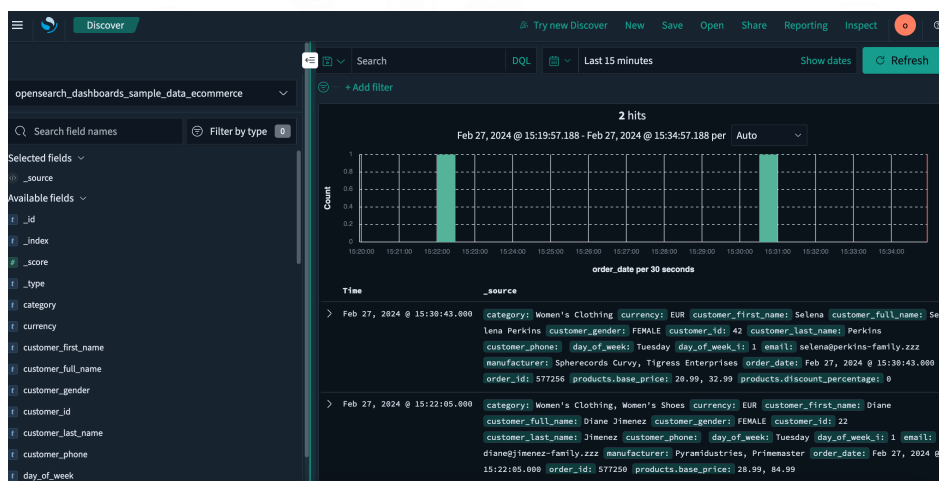 Discover
Try new Discover New Save Open Share Reporting Inspect o
Search DQL Last 15 minutes Show dates Refresh
+ Add filter
opensearch_dashboards_sample_data_ecommerce
Search field names Filter by type 0
Selected fields
_source
Available fields
t _id
t _index
# _score
t _type
t category
t currency
t customer_first_name
t customer_full_name
t customer_gender
t customer_id
t customer_last_name
t customer_phone
t day_of_week
2 hits
Feb 27, 2024 @ 15:19:57.188 - Feb 27, 2024 @ 15:34:57.188 per Auto
Count
1
0.8
0.6
0.4
0.2
0
15:20:00 15:21:00 15:22:00 15:23:00 15:24:00 15:25:00 15:26:00 15:27:00 15:28:00 15:29:00 15:30:00 15:31:00 15:32:00 15:33:00 15:34:00
order_date per 30 seconds
Time _source
Feb 27, 2024 @ 15:30:43.000 category: Women's Clothing currency: EUR customer_first_name: Selena customer_full_name: Se
lena Perkins customer_gender: FEMALE customer_id: 42 customer_last_name: Perkins
customer_phone: day_of_week: Tuesday day_of_week_i: 1 email: selena@perkins-family.zzz
manufacturer: Spherecords Curvy, Tigress Enterprises order_date: Feb 27, 2024 @ 15:30:43.000
order_id: 577256 products.base_price: 20.99, 32.99 products.discount_percentage: 0
Feb 27, 2024 @ 15:22:05.000 category: Women's Clothing, Women's Shoes currency: EUR customer_first_name: Diane
customer_full_name: Diane Jimenez customer_gender: FEMALE customer_id: 22
customer_last_name: Jimenez customer_phone: day_of_week: Tuesday day_of_week_i: 1 email:
diane@jimenez-family.zzz manufacturer: Pyramidustries, Primemaster order_date: Feb 27, 2024 @
15:22:05.000 order_id: 577250 products.base_price: 28.99, 84.99